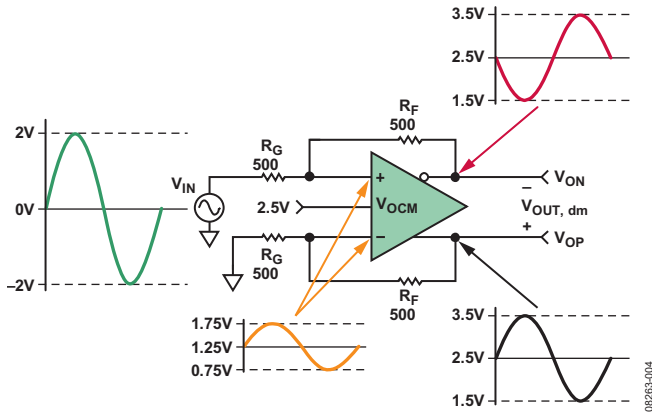 3.5V
2.5V
1.5V
2V
0V
–2V
VIN
RG
500
RF
500
+
2.5V
VOCM
–
RG
500
RF
500
VON
–
VOUT, dm
+
VOP
1.75V
1.25V
0.75V
3.5V
2.5V
1.5V
08263-004